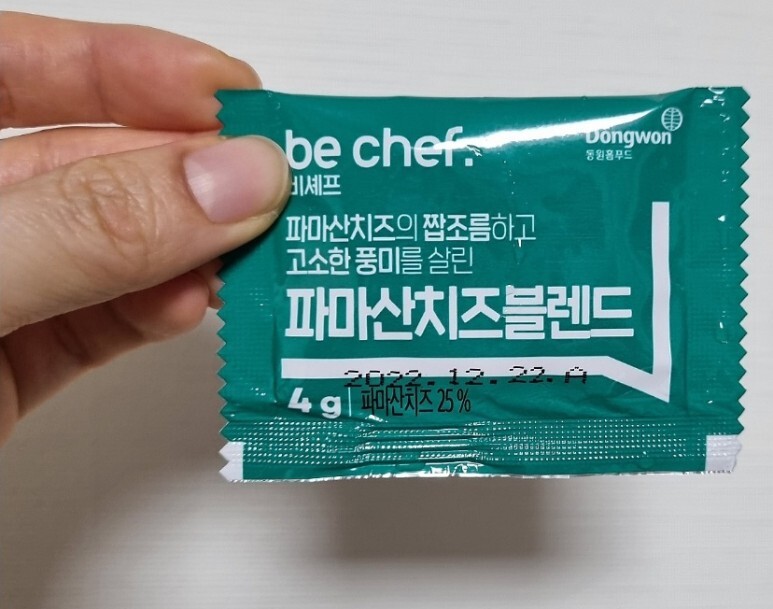 be chef.
비셰프
Dongwon
동원홈푸드
파마산치즈의 짭조름하고
고소한 풍미를 살린
파마산치즈블렌드
2022.12.22.A
4 g 파마산치즈 25 %